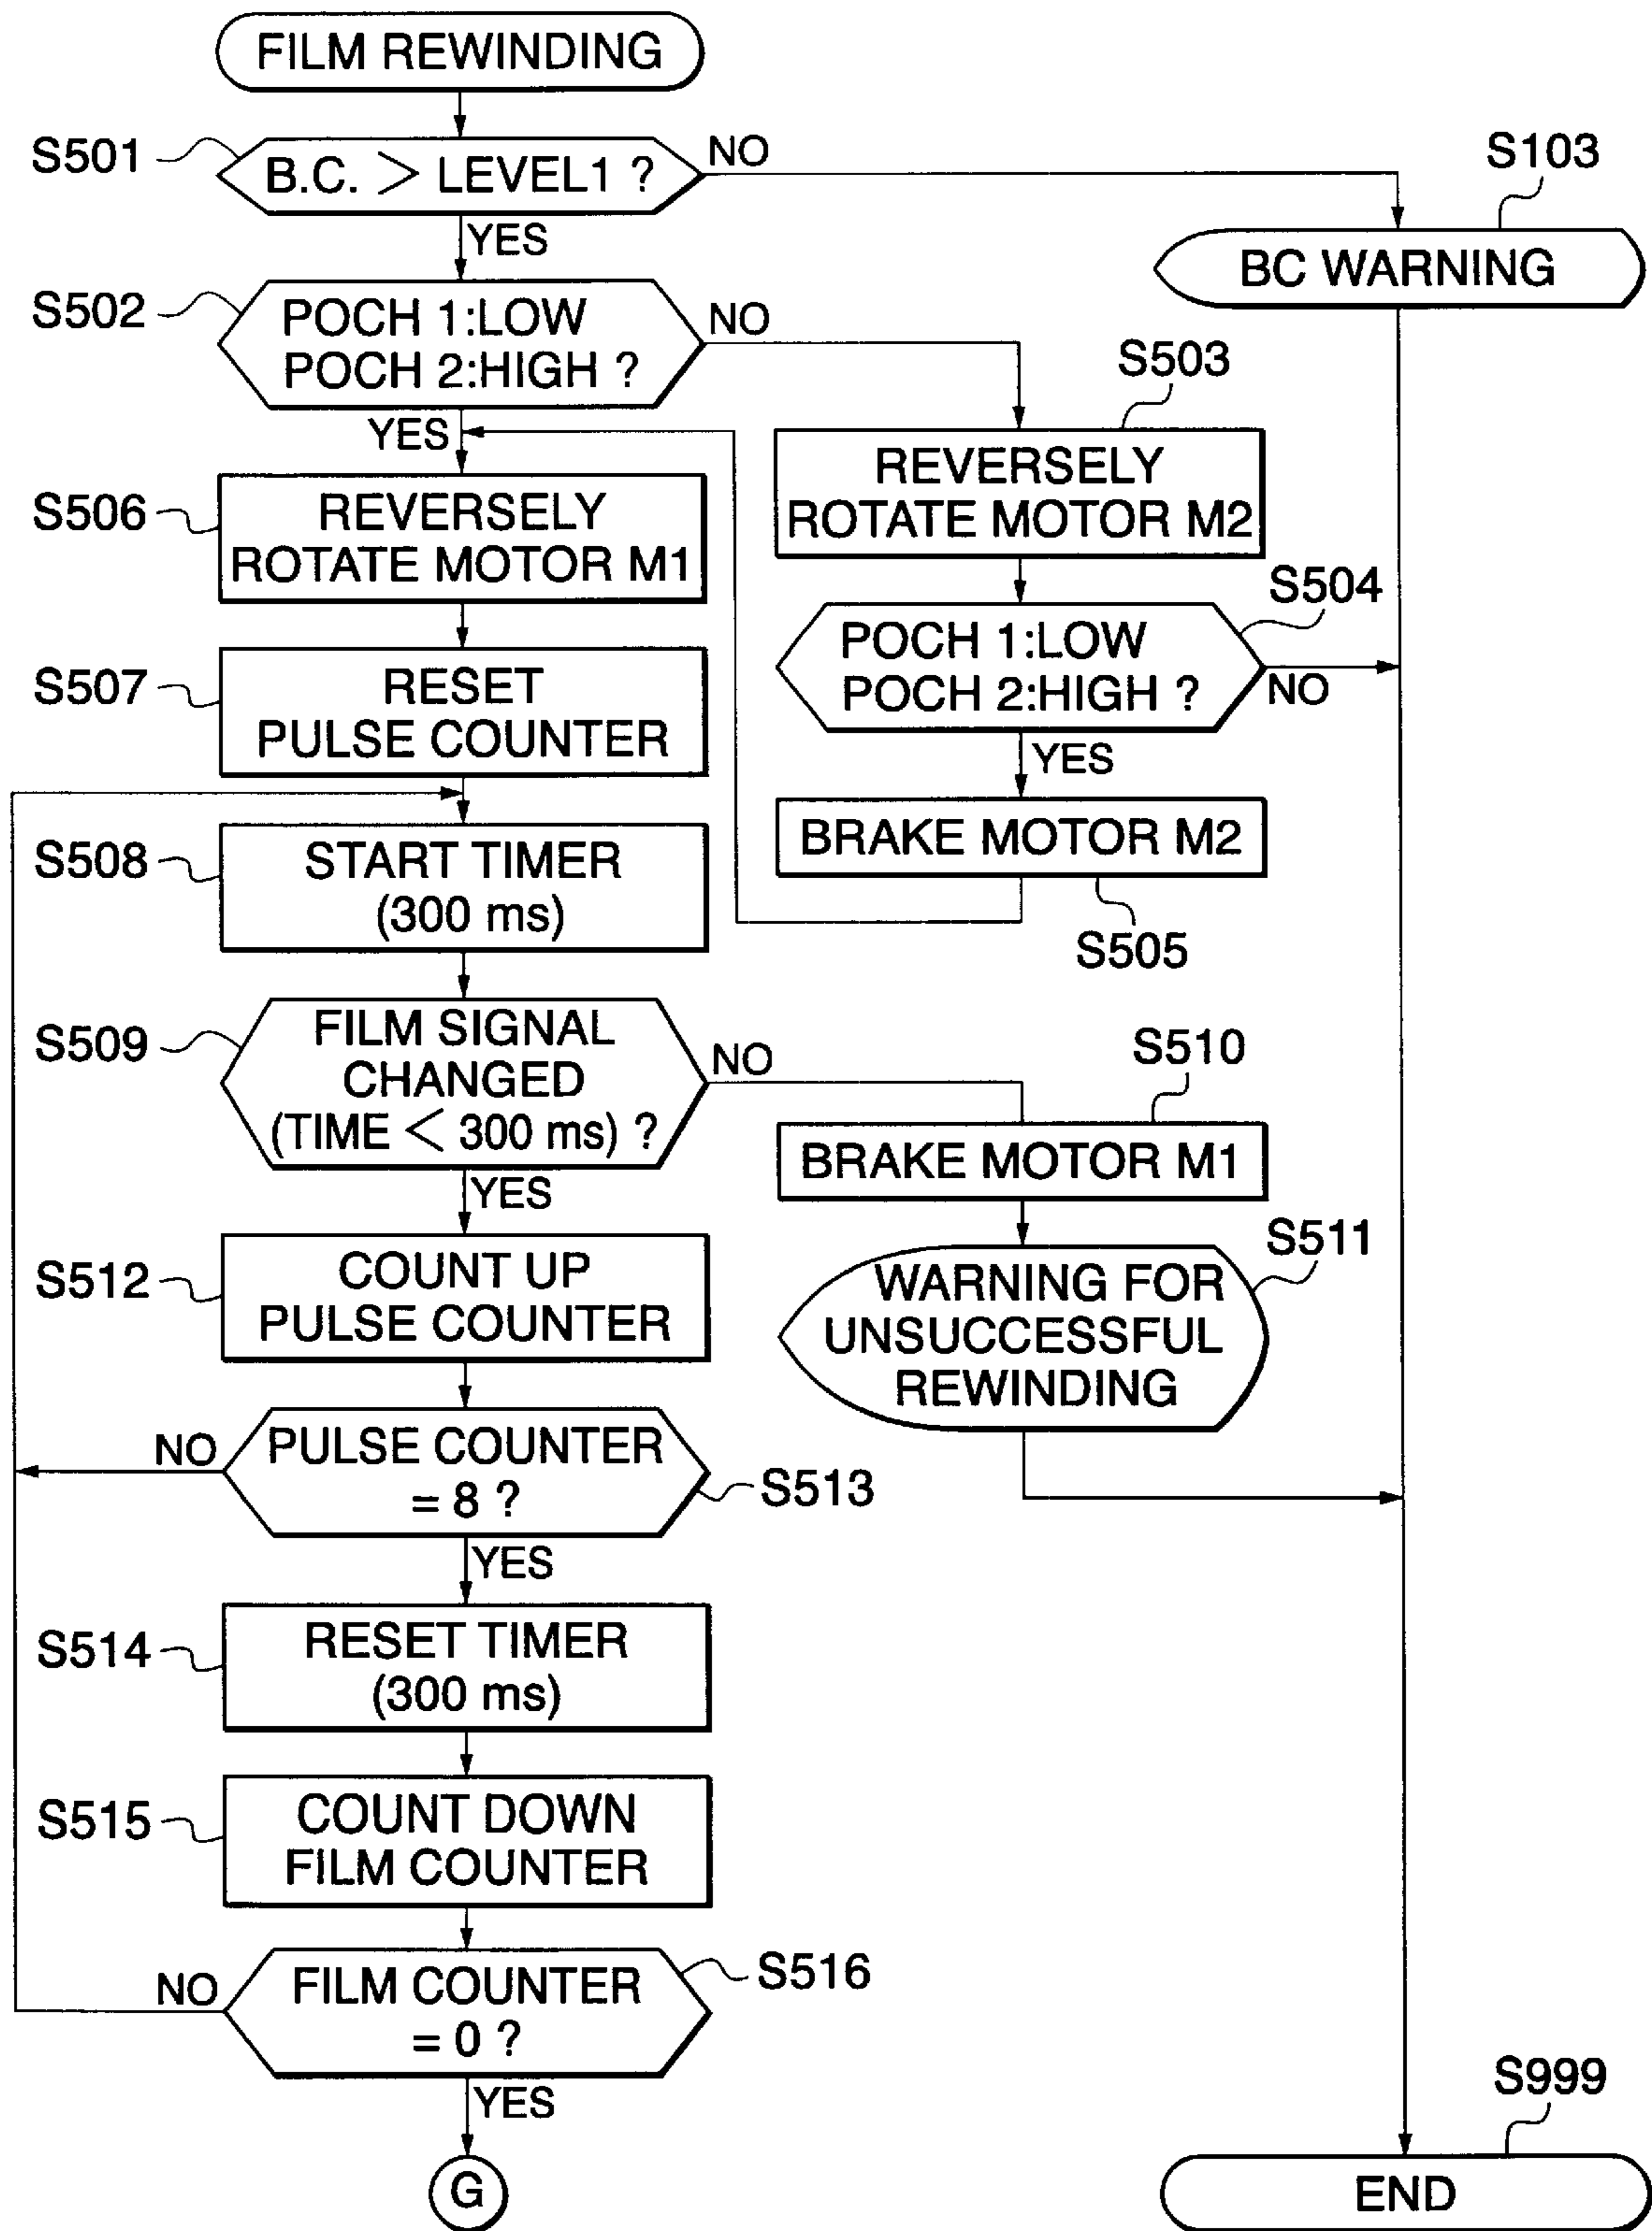 FILM REWINDING
S501
B.C. > LEVEL1 ?
NO
YES
S103
BC WARNING
S502
POCH 1:LOW
POCH 2:HIGH ?
NO
YES
S503
REVERSELY
ROTATE MOTOR M2
S506
REVERSELY
ROTATE MOTOR M1
S504
POCH 1:LOW
POCH 2:HIGH ?
NO
YES
S507
RESET
PULSE COUNTER
BRAKE MOTOR M2
S505
S508
START TIMER
(300 ms)
S509
FILM SIGNAL
CHANGED
(TIME < 300 ms) ?
NO
YES
S510
BRAKE MOTOR M1
S511
WARNING FOR
UNSUCCESSFUL
REWINDING
S512
COUNT UP
PULSE COUNTER
NO
PULSE COUNTER
= 8 ?
S513
YES
S514
RESET TIMER
(300 ms)
S515
COUNT DOWN
FILM COUNTER
NO
FILM COUNTER
= 0 ?
S516
YES
G
S999
END